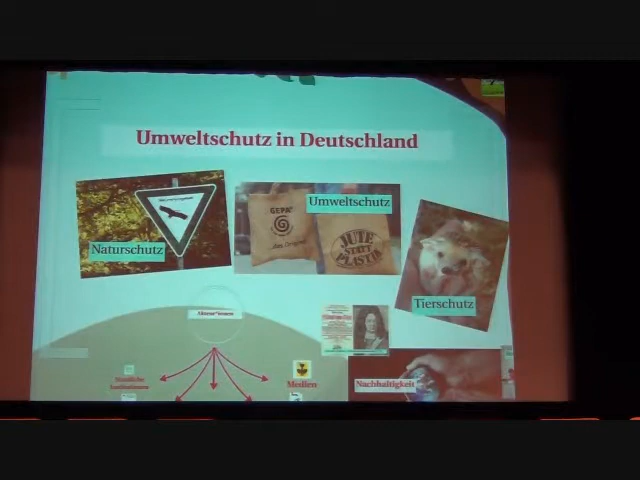 Umweltschutz in Deutschland
Naturschutz
GEPA
Umweltschutz
JUTE
STATT
PLASTIK
Tierschutz
Akteur*innen
Medien
Nachhaltigkeit